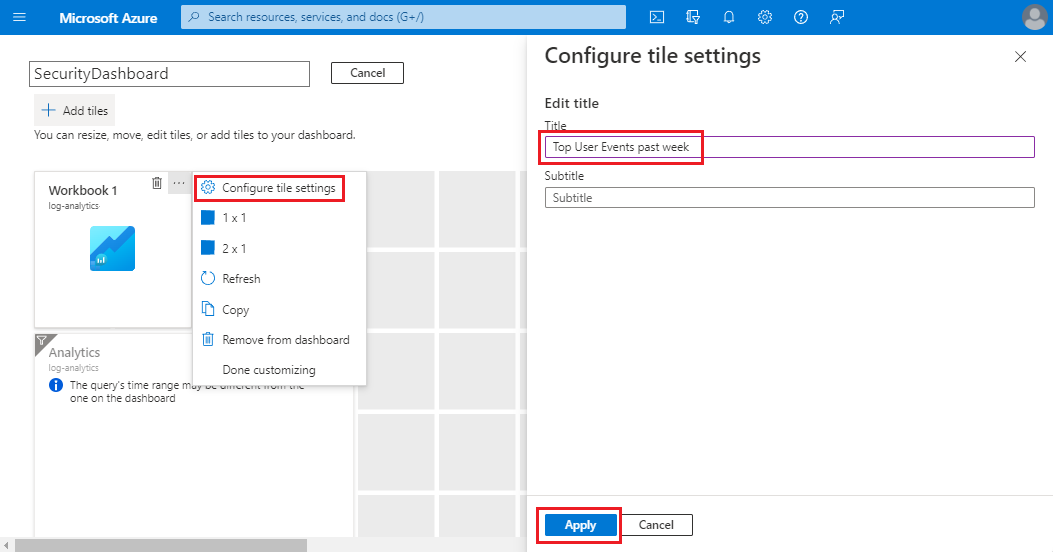 Microsoft Azure
Search resources, services, and docs (G+/)
SecurityDashboard
Cancel
Add tiles
You can resize, move, edit tiles, or add tiles to your dashboard.
Workbook 1
log-analytics
Configure tile settings
1 x 1
2 x 1
Refresh
Copy
Remove from dashboard
Done customizing
Analytics
log-analytics
The query's time range may be different from the
one on the dashboard
Configure tile settings
Edit title
Title
Top User Events past week
Subtitle
Subtitle
Apply
Cancel